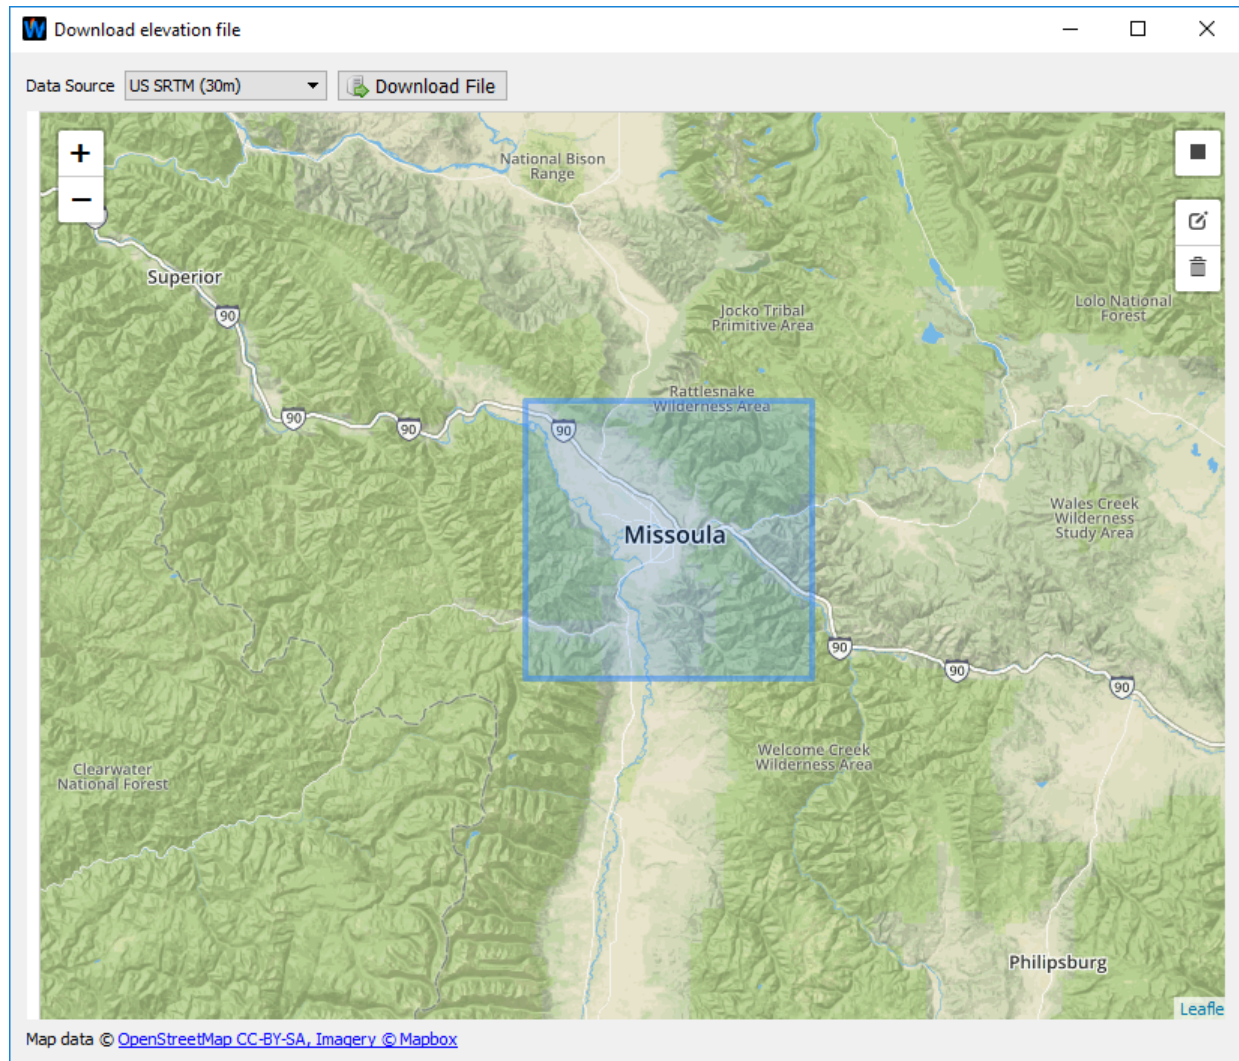 Download elevation file
Data Source US SRTM (30m) Download File
+
−
National Bison
Range
Superior
90
Jocko Tribal
Primitive Area
Lolo National
Forest
Rattlesnake
Wilderness Area
90
90
90
Wales Creek
Wilderness
Study Area
Missoula
90
90
90
Welcome Creek
Wilderness Area
Clearwater
National Forest
Philipsburg
Leafle
Map data © OpenStreetMap CC-BY-SA, Imagery © Mapbox